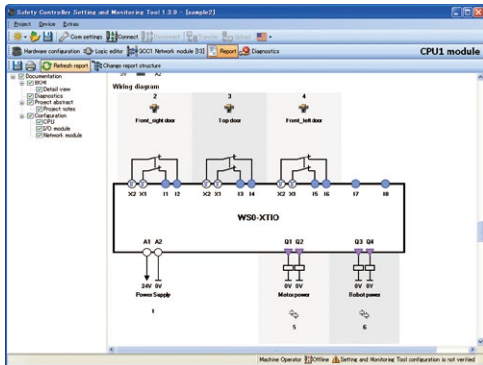 Safety Controller Setting and Monitoring Tool 1.3.0 - [sample2]
Project Device Extras
Com settings Connect Disconnect Transfer Upload
Hardware configuration Logic editor GCC1 Network module [13] Report Diagnostics CPU1 module
Refresh report Change report structure
Documentation
BOM
Detail view
Diagnostics
Project abstract
Project notes
Configuration
CPU
I/O module
Network module
A2
Wiring diagram
2 3 4
Front_right door Top door Front_left door
X2 X1 I1 I2 X2 X1 I3 I4 X2 X1 I5 I6 I7 I8
WS0-XTIO
A1 A2 Q1 Q2 Q3 Q4
24V 0V 0V 0V 0V 0V
Power Supply Motor power Robot power
1 5 6
Machine Operator Offline Setting and Monitoring Tool configuration is not verified